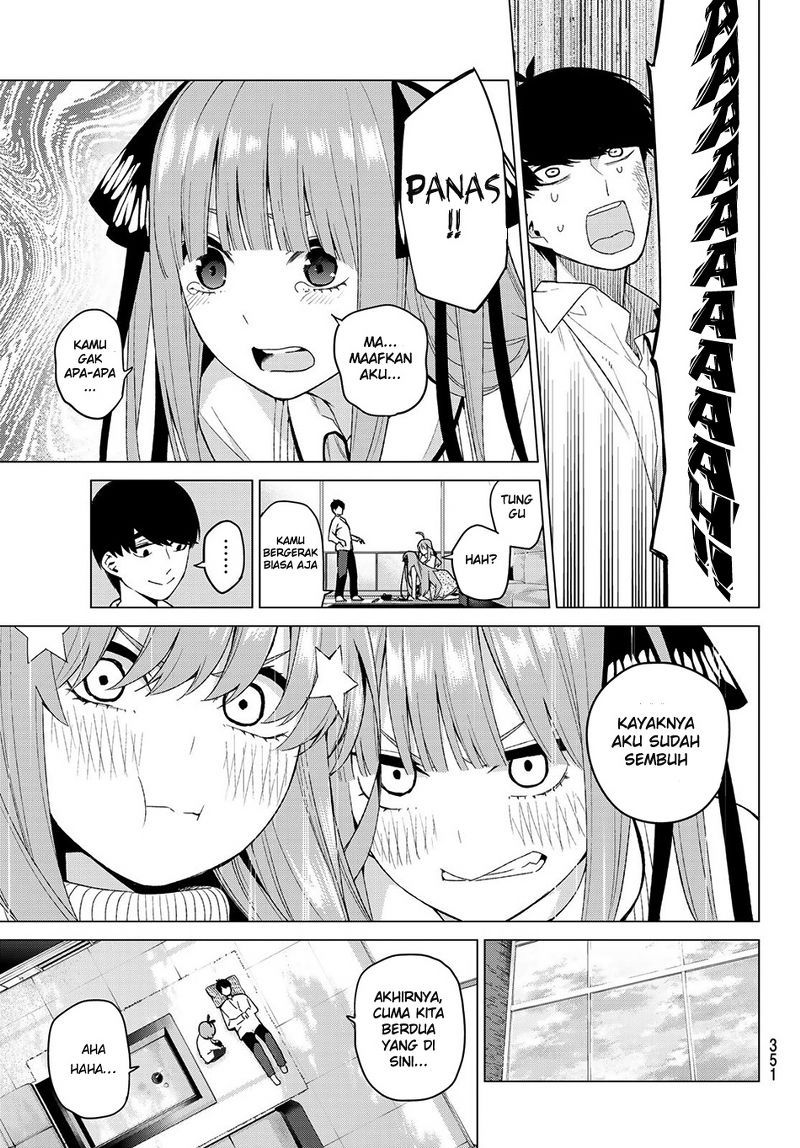 PAAAAAAAAAAH!!
PANAS
!!
MA...
MAAFKAN
AKU...
KAMU
GAK
APA-APA
...
TUNG
GU
HAH?
KAMU
BERGERAK
BIASA AJA
......
KAYAKNYA
AKU SUDAH
SEMBUH
AKHIRNYA,
CUMA KITA
BERDUA
YANG DI
SINI...
AHA
HAHA...
351